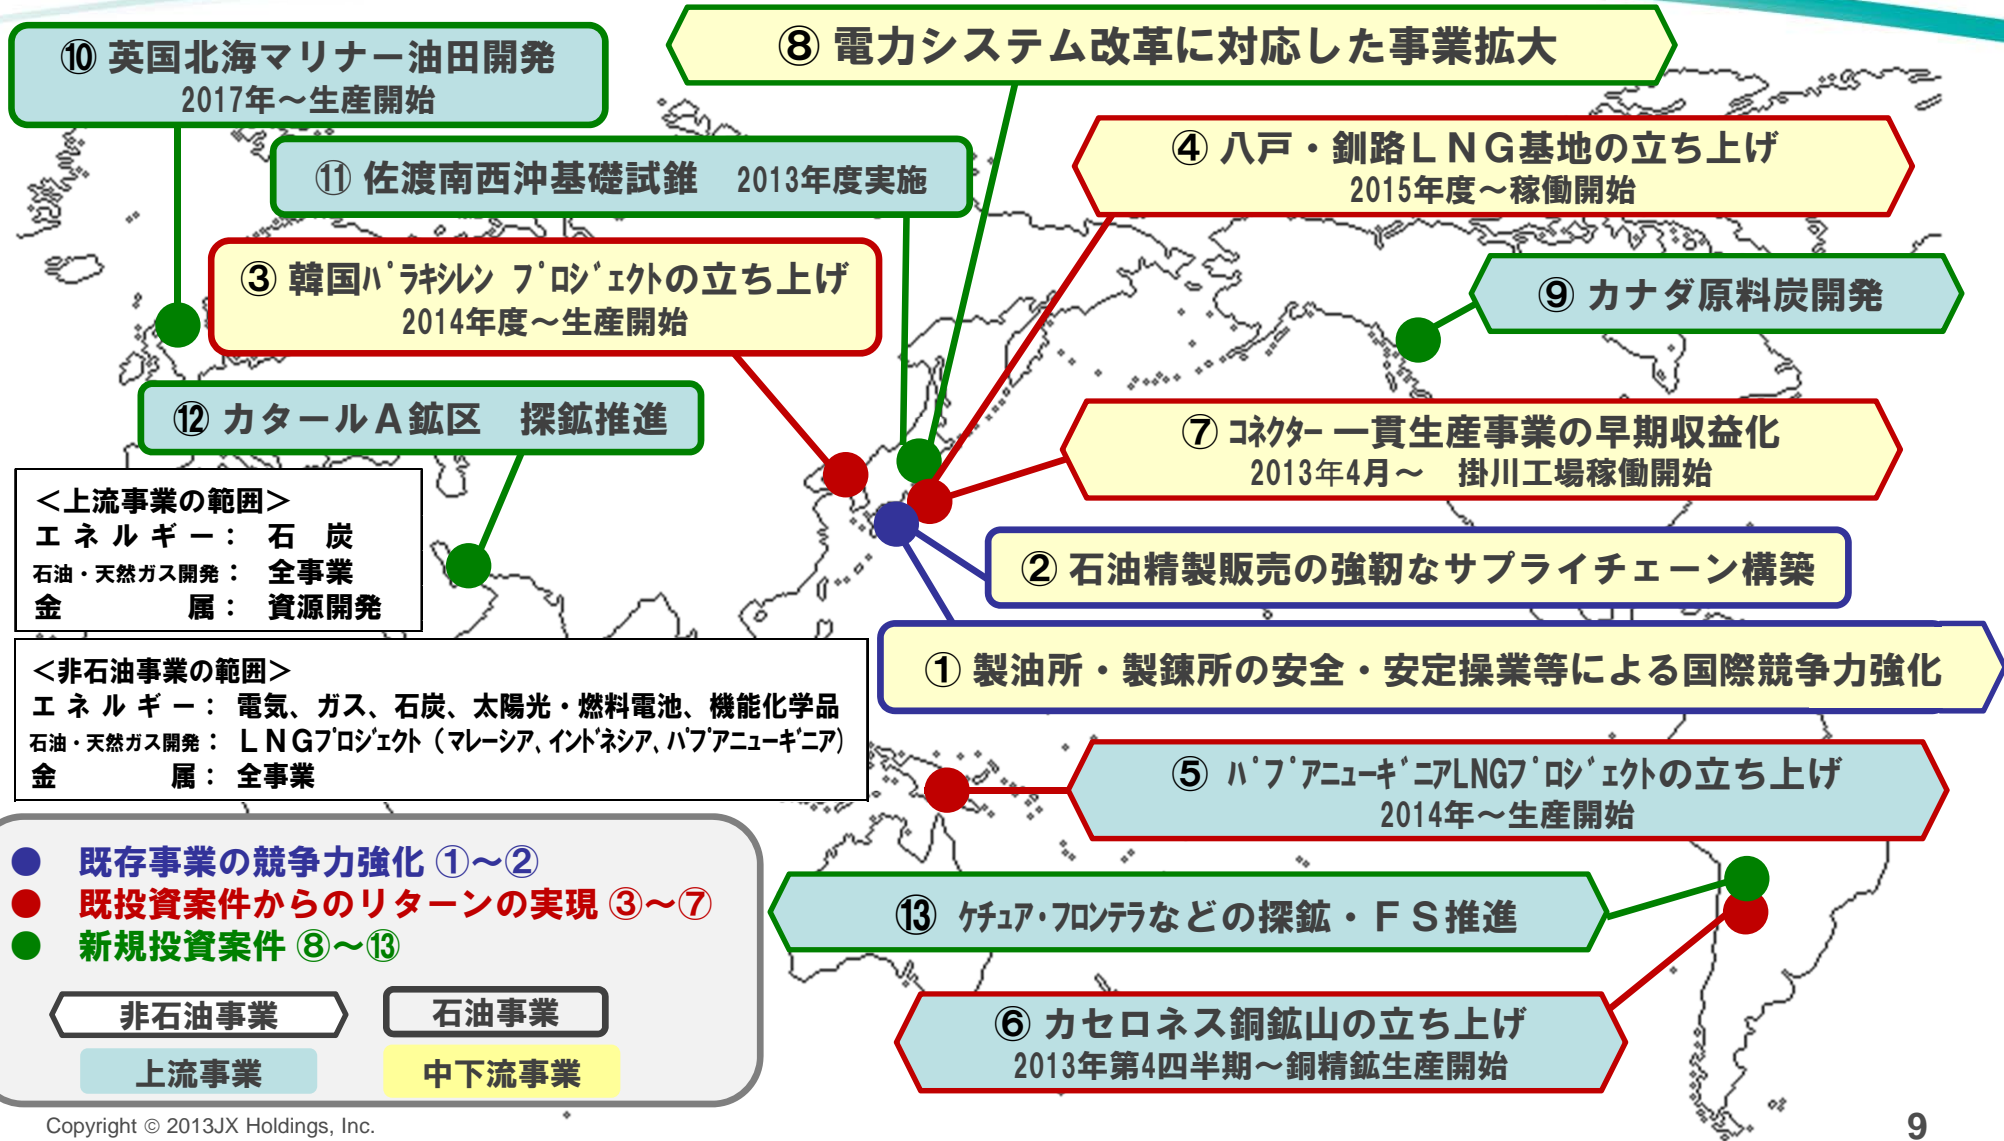 ⑩ 英国北海マリナー油田開発
2017年～生産開始
⑧ 電力システム改革に対応した事業拡大
④ 八戸・釧路ＬＮＧ基地の立ち上げ
2015年度～稼働開始
⑪ 佐渡南西沖基礎試錐　2013年度実施
③ 韓国ﾊﾟﾗｷｼﾚﾝ ﾌﾟﾛｼﾞｪｸﾄの立ち上げ
2014年度～生産開始
⑨ カナダ原料炭開発
⑫ カタールＡ鉱区　探鉱推進
⑦ ｺﾈｸﾀｰ一貫生産事業の早期収益化
2013年4月～　掛川工場稼働開始
＜上流事業の範囲＞
エネルギー： 石　炭
石油・天然ガス開発： 全事業
金　　　　属： 資源開発
② 石油精製販売の強靭なサプライチェーン構築
① 製油所・製錬所の安全・安定操業等による国際競争力強化
＜非石油事業の範囲＞
エネルギー： 電気、ガス、石炭、太陽光・燃料電池、機能化学品
石油・天然ガス開発： ＬＮＧﾌﾟﾛｼﾞｪｸﾄ（ﾏﾚｰｼｱ､ｲﾝﾄﾞﾈｼｱ､ﾊﾟﾌﾟｱﾆｭｰｷﾞﾆｱ）
金　　　　属： 全事業
⑤ ﾊﾟﾌﾟｱﾆｭｰｷﾞﾆｱLNGﾌﾟﾛｼﾞｪｸﾄの立ち上げ
2014年～生産開始
● 既存事業の競争力強化 ①～②
● 既投資案件からのリターンの実現 ③～⑦
● 新規投資案件 ⑧～⑬
⑬ ｹﾁｭｱ･ﾌﾛﾝﾃﾗなどの探鉱・ＦＳ推進
非石油事業
石油事業
上流事業
中下流事業
⑥ カセロネス銅鉱山の立ち上げ
2013年第4四半期～銅精鉱生産開始
Copyright © 2013JX Holdings, Inc.
9